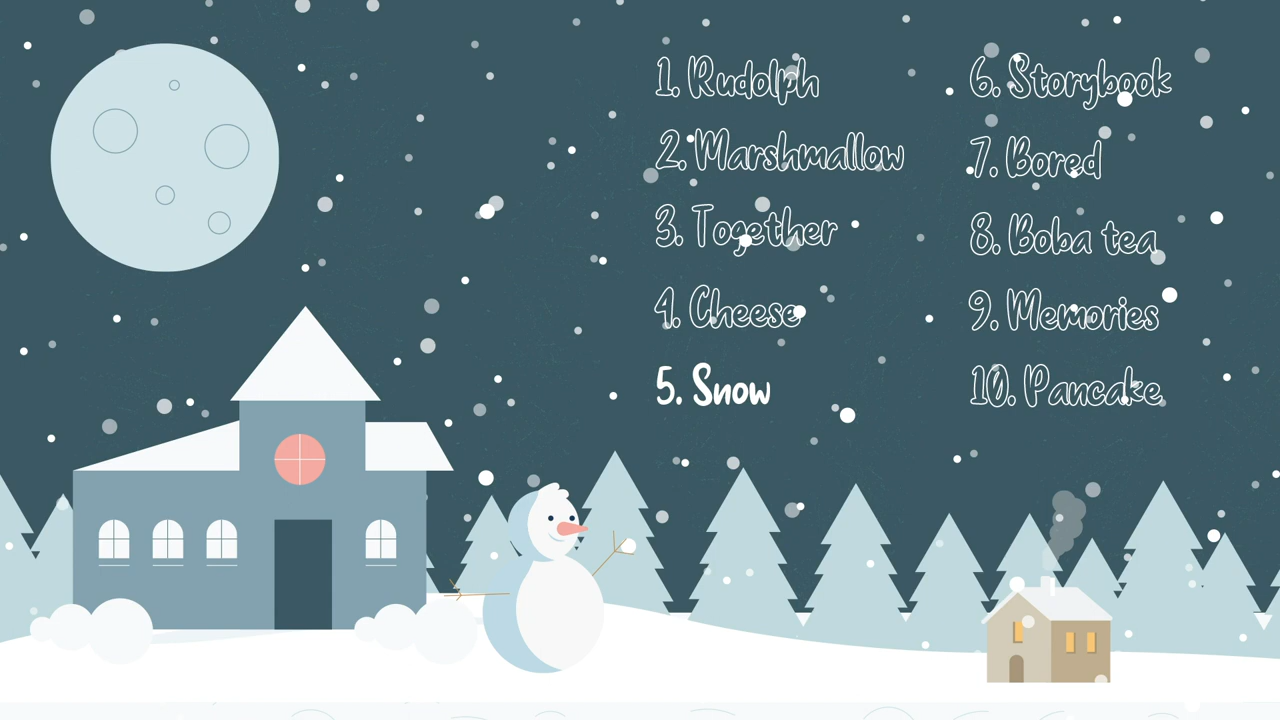 1. Rudolph
2. Marshmallow
3. Together
4. Cheese
5. Snow
6. Storybook
7. Bored
8. Boba tea
9. Memories
10. Pancake